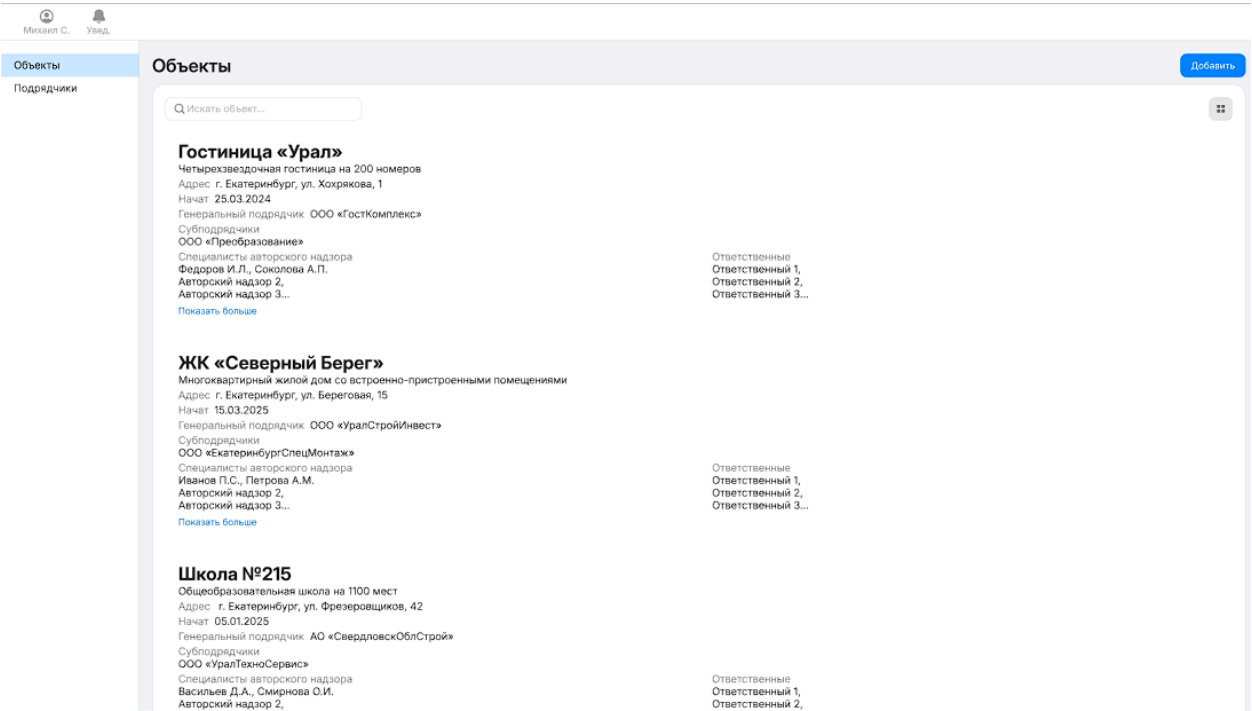 Михаил С. Увед.
Объекты
Подрядчики
Объекты
Добавить
Искать объект...
Гостиница «Урал»
Четырехзвездочная гостиница на 200 номеров
Адрес г. Екатеринбург, ул. Хохрякова, 1
Начат 25.03.2024
Генеральный подрядчик ООО «ГостКомплекс»
Субподрядчики
ООО «Преобразование»
Специалисты авторского надзора
Федоров И.Л., Соколова А.П.
Авторский надзор 2,
Авторский надзор 3...
Ответственные
Ответственный 1,
Ответственный 2,
Ответственный 3...
Показать больше
ЖК «Северный Берег»
Многоквартирный жилой дом со встроенно-пристроенными помещениями
Адрес г. Екатеринбург, ул. Береговая, 15
Начат 15.03.2025
Генеральный подрядчик ООО «УралСтройИнвест»
Субподрядчики
ООО «ЕкатеринбургСпецМонтаж»
Специалисты авторского надзора
Иванов П.С., Петрова А.М.
Авторский надзор 2,
Авторский надзор 3...
Ответственные
Ответственный 1,
Ответственный 2,
Ответственный 3...
Показать больше
Школа №215
Общеобразовательная школа на 1100 мест
Адрес г. Екатеринбург, ул. Фрезеровщиков, 42
Начат 05.01.2025
Генеральный подрядчик АО «СвердловскОблСтрой»
Субподрядчики
ООО «УралТехноСервис»
Специалисты авторского надзора
Васильев Д.А., Смирнова О.И.
Авторский надзор 2,
Ответственные
Ответственный 1,
Ответственный 2,